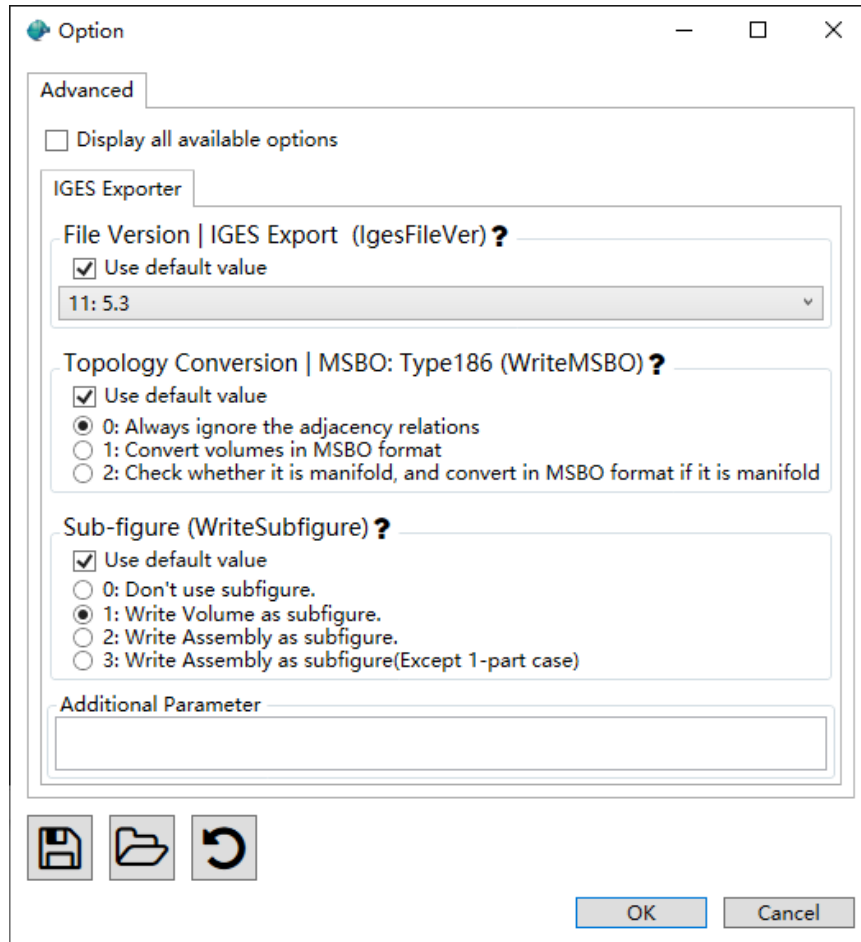 Option
Advanced
Display all available options
IGES Exporter
File Version | IGES Export  (IgesFileVer) ?
Use default value
11: 5.3
Topology Conversion | MSBO: Type186 (WriteMSBO) ?
Use default value
0: Always ignore the adjacency relations
1: Convert volumes in MSBO format
2: Check whether it is manifold, and convert in MSBO format if it is manifold
Sub-figure (WriteSubfigure) ?
Use default value
0: Don't use subfigure.
1: Write Volume as subfigure.
2: Write Assembly as subfigure.
3: Write Assembly as subfigure(Except 1-part case)
Additional Parameter
OK
Cancel